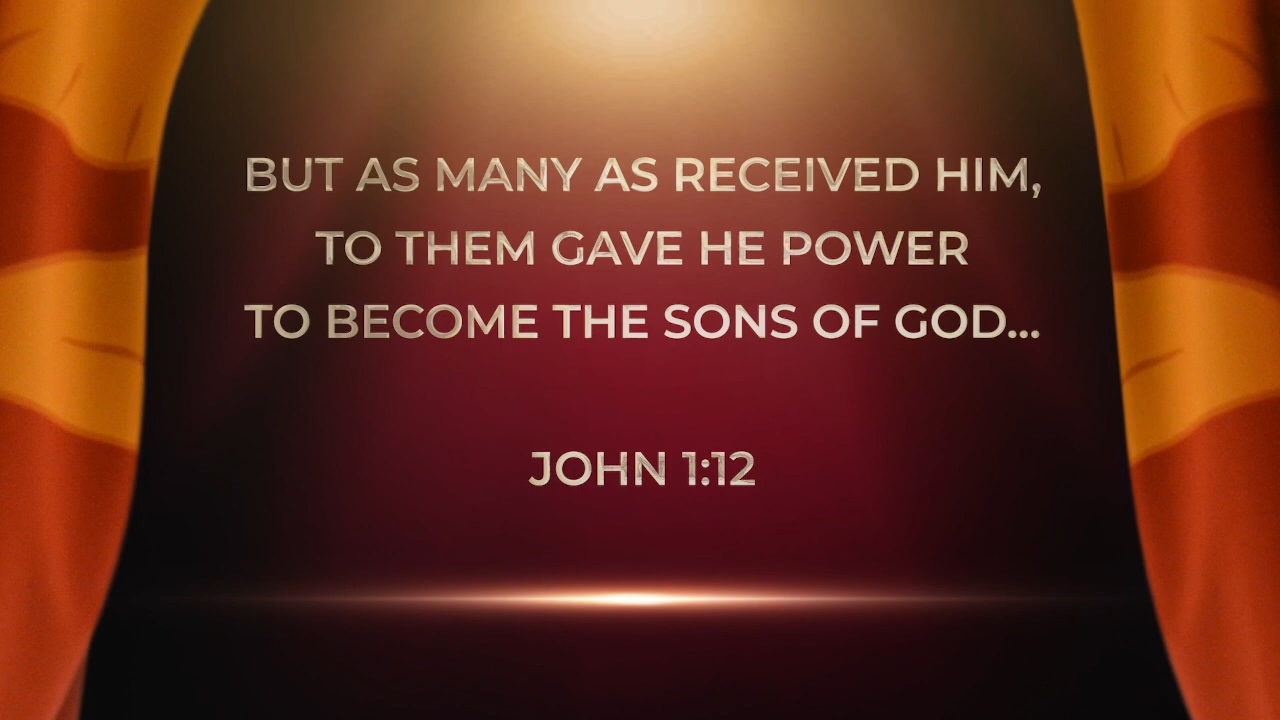 BUT AS MANY AS RECEIVED HIM,
TO THEM GAVE HE POWER
TO BECOME THE SONS OF GOD...
JOHN 1:12